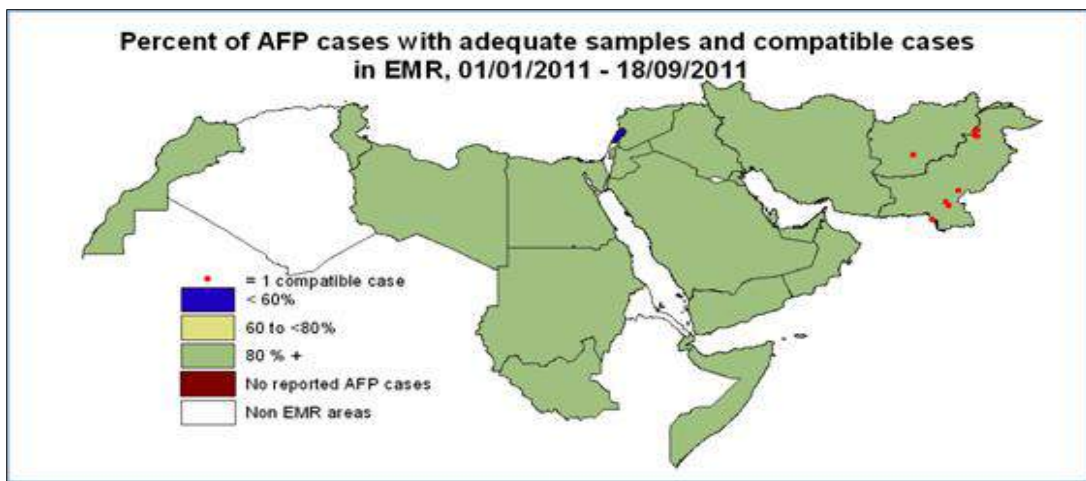 Percent of AFP cases with adequate samples and compatible cases
in EMR, 01/01/2011 - 18/09/2011
= 1 compatible case
< 60%
60 to <80%
80 % +
No reported AFP cases
Non EMR areas